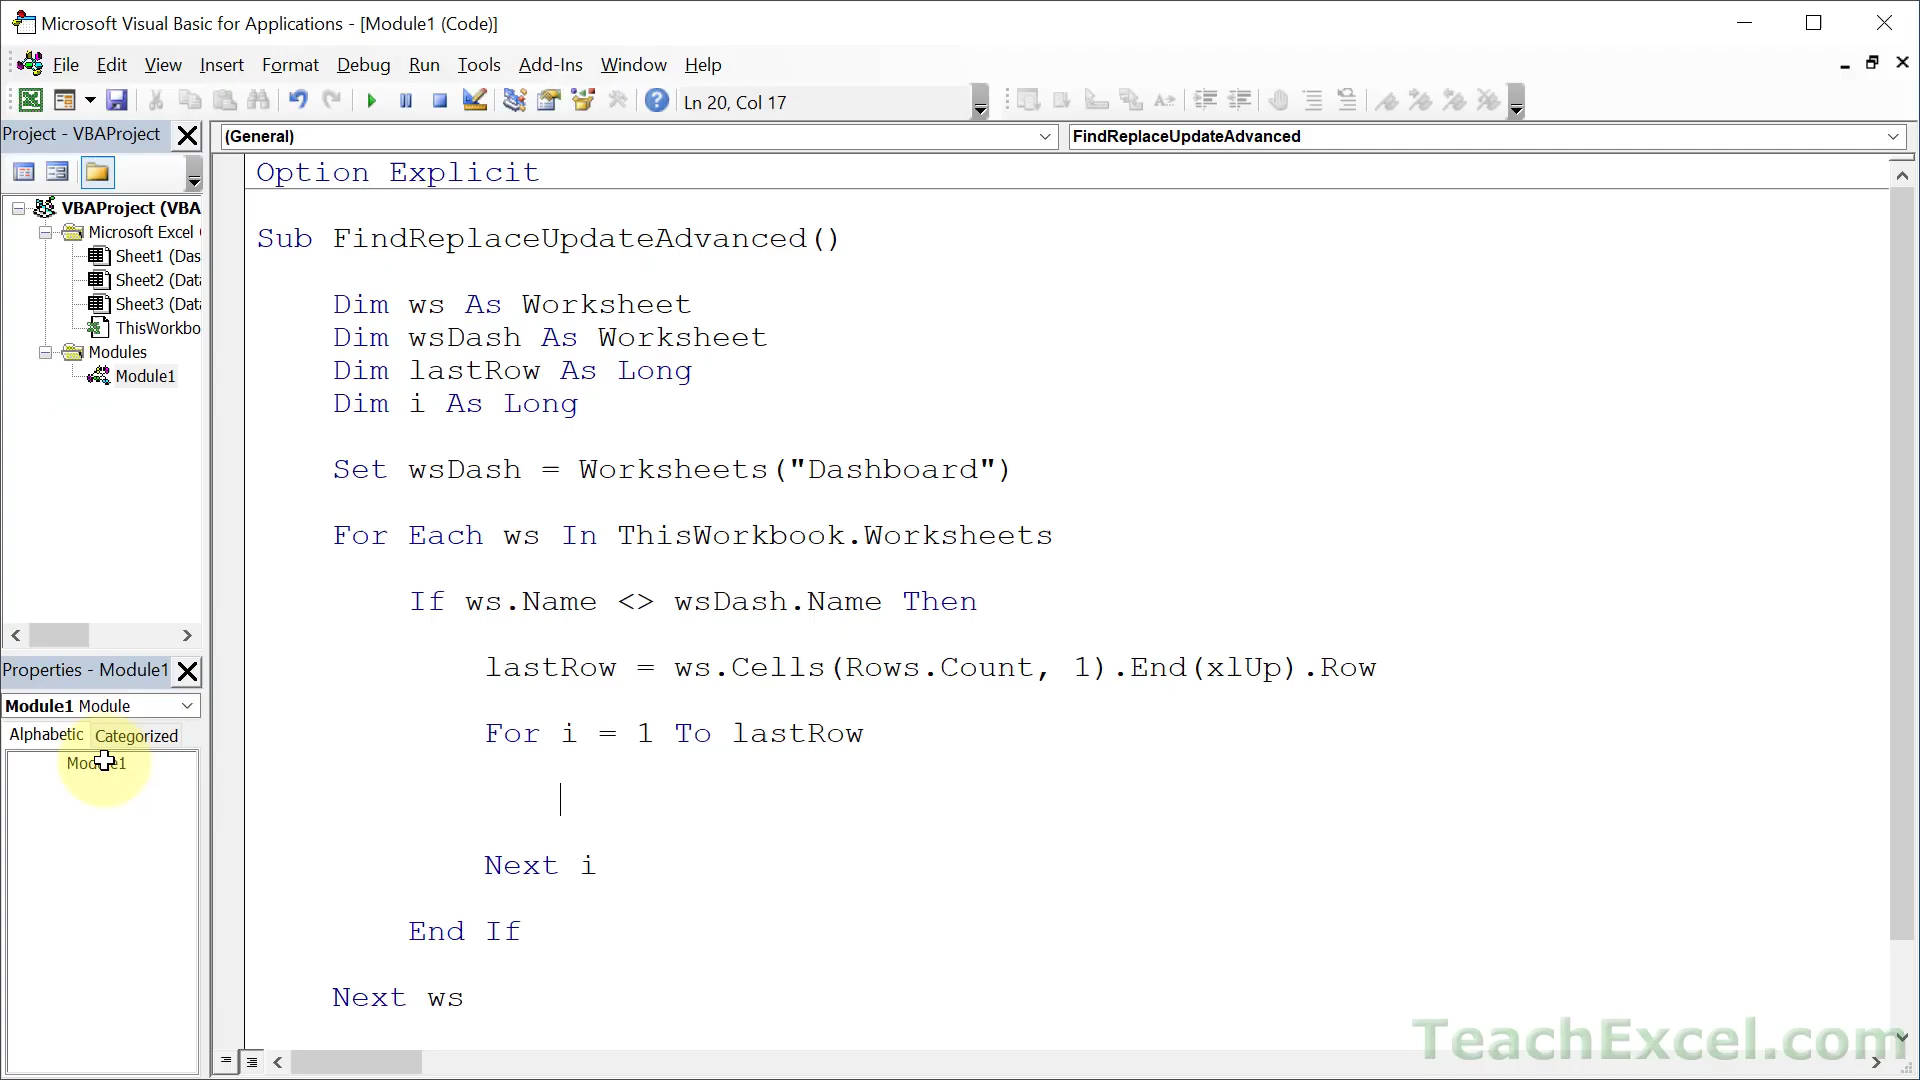 Microsoft Visual Basic for Applications - [Module1 (Code)]
File Edit View Insert Format Debug Run Tools Add-Ins Window Help
Ln 20, Col 17
Project - VBAProject
(General)
FindReplaceUpdateAdvanced
VBAProject (VBA
Microsoft Excel
Sheet1 (Das
Sheet2 (Data
Sheet3 (Data
ThisWorkbo
Modules
Module1
Properties - Module1
Module1 Module
Alphabetic Categorized
Module1
Option Explicit
Sub FindReplaceUpdateAdvanced()
Dim ws As Worksheet
Dim wsDash As Worksheet
Dim lastRow As Long
Dim i As Long
Set wsDash = Worksheets("Dashboard")
For Each ws In ThisWorkbook.Worksheets
If ws.Name <> wsDash.Name Then
lastRow = ws.Cells(Rows.Count, 1).End(xlUp).Row
For i = 1 To lastRow
Next i
End If
Next ws
TeachExcel.com